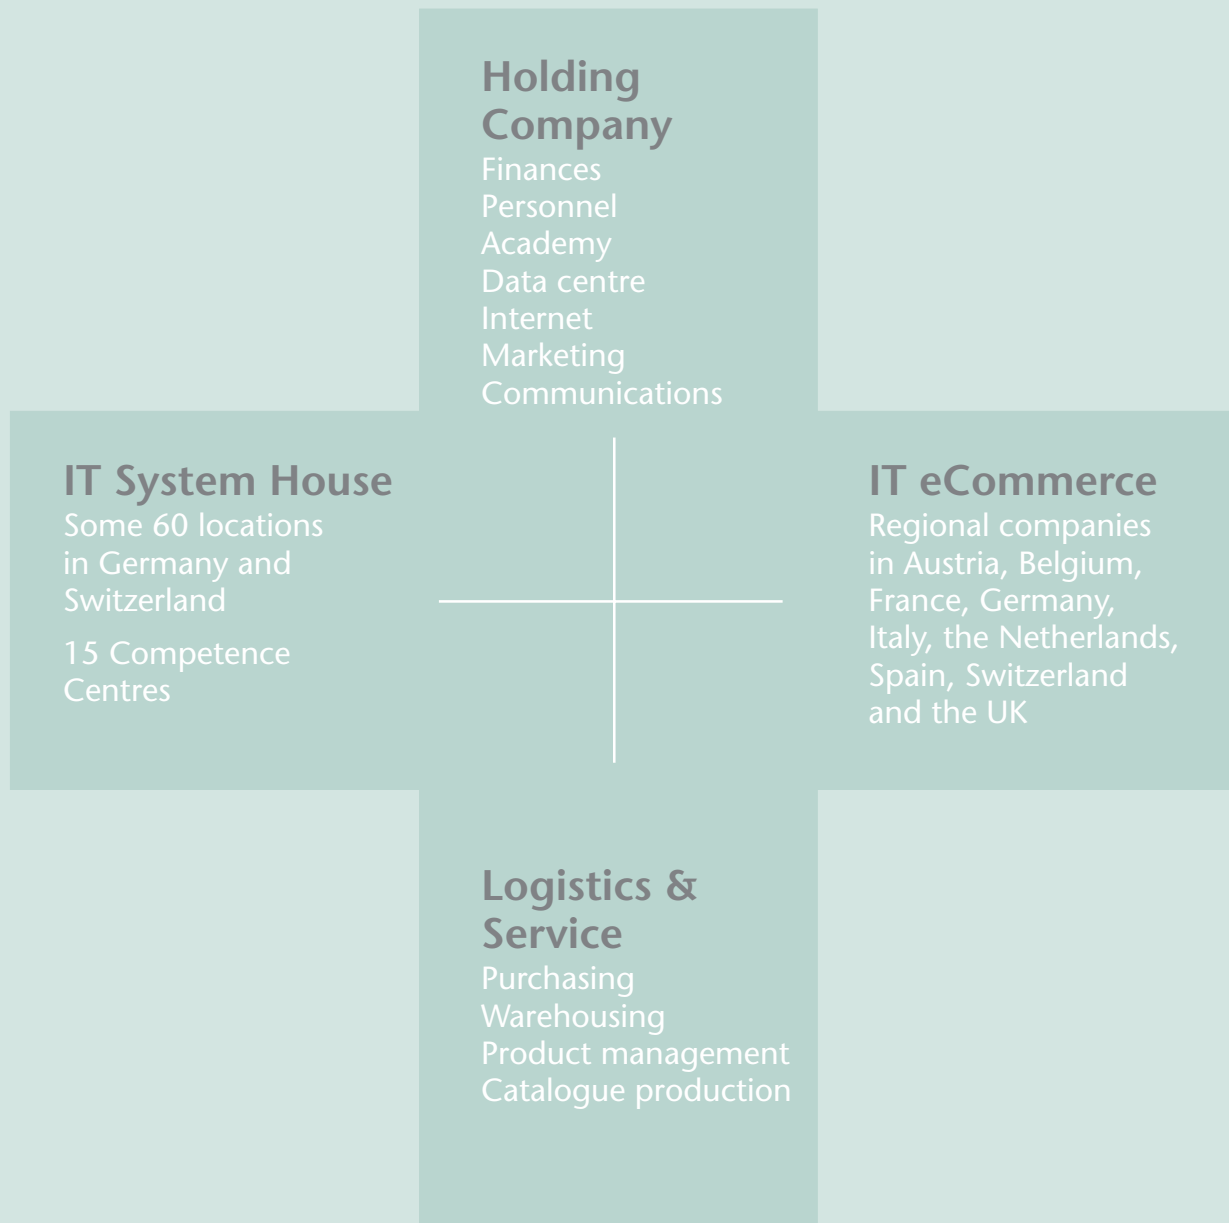 Holding
Company
Finances
Personnel
Academy
Data centre
Internet
Marketing
Communications
IT System House
Some 60 locations
in Germany and
Switzerland
15 Competence
Centres
IT eCommerce
Regional companies
in Austria, Belgium,
France, Germany,
Italy, the Netherlands,
Spain, Switzerland
and the UK
Logistics &
Service
Purchasing
Warehousing
Product management
Catalogue production